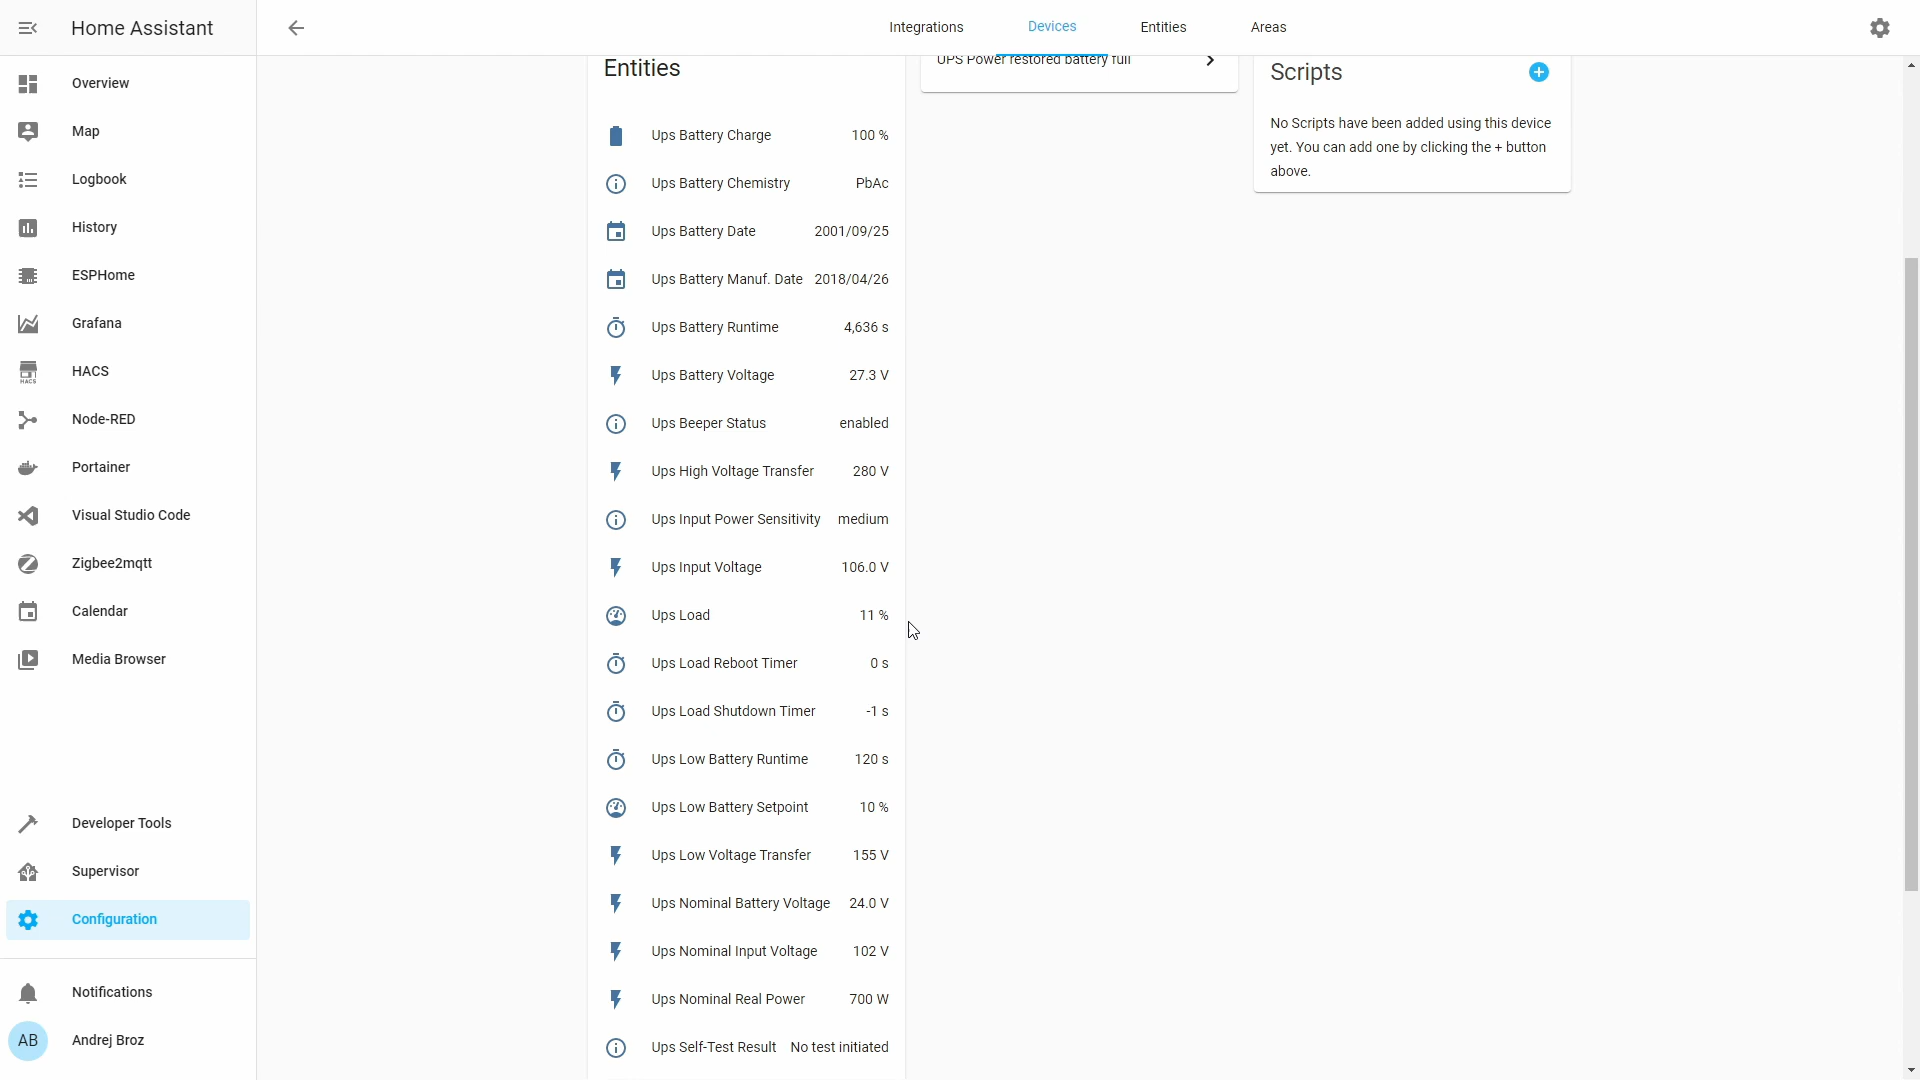 Home Assistant
Integrations
Devices
Entities
Areas
Overview
Map
Logbook
History
ESPHome
Grafana
HACS
HACS
Node-RED
Portainer
Visual Studio Code
Zigbee2mqtt
Calendar
Media Browser
Developer Tools
Supervisor
Configuration
Notifications
AB
Andrej Broz
Entities
Ups Battery Charge 100 %
Ups Battery Chemistry PbAc
Ups Battery Date 2001/09/25
Ups Battery Manuf. Date 2018/04/26
Ups Battery Runtime 4,636 s
Ups Battery Voltage 27.3 V
Ups Beeper Status enabled
Ups High Voltage Transfer 280 V
Ups Input Power Sensitivity medium
Ups Input Voltage 106.0 V
Ups Load 11 %
Ups Load Reboot Timer 0 s
Ups Load Shutdown Timer -1 s
Ups Low Battery Runtime 120 s
Ups Low Battery Setpoint 10 %
Ups Low Voltage Transfer 155 V
Ups Nominal Battery Voltage 24.0 V
Ups Nominal Input Voltage 102 V
Ups Nominal Real Power 700 W
Ups Self-Test Result No test initiated
UPS Power restored battery full
Scripts
No Scripts have been added using this device
yet. You can add one by clicking the + button
above.